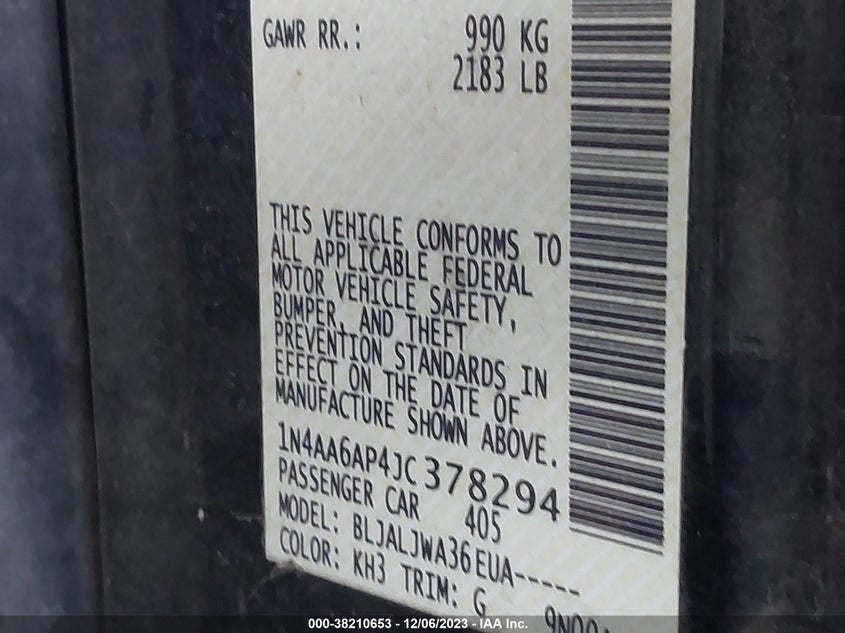 GAWR RR.: 990 KG
2183 LB
THIS VEHICLE CONFORMS TO
ALL APPLICABLE FEDERAL
MOTOR VEHICLE SAFETY,
BUMPER, AND THEFT
PREVENTION STANDARDS IN
EFFECT ON THE DATE OF
MANUFACTURE SHOWN ABOVE.
1N4AA6AP4JC378294
PASSENGER CAR 405
MODEL: BLJALJWA36EUA-----
COLOR: KH3 TRIM: G
000-38210653 - 12/06/2023 - IAA Inc.